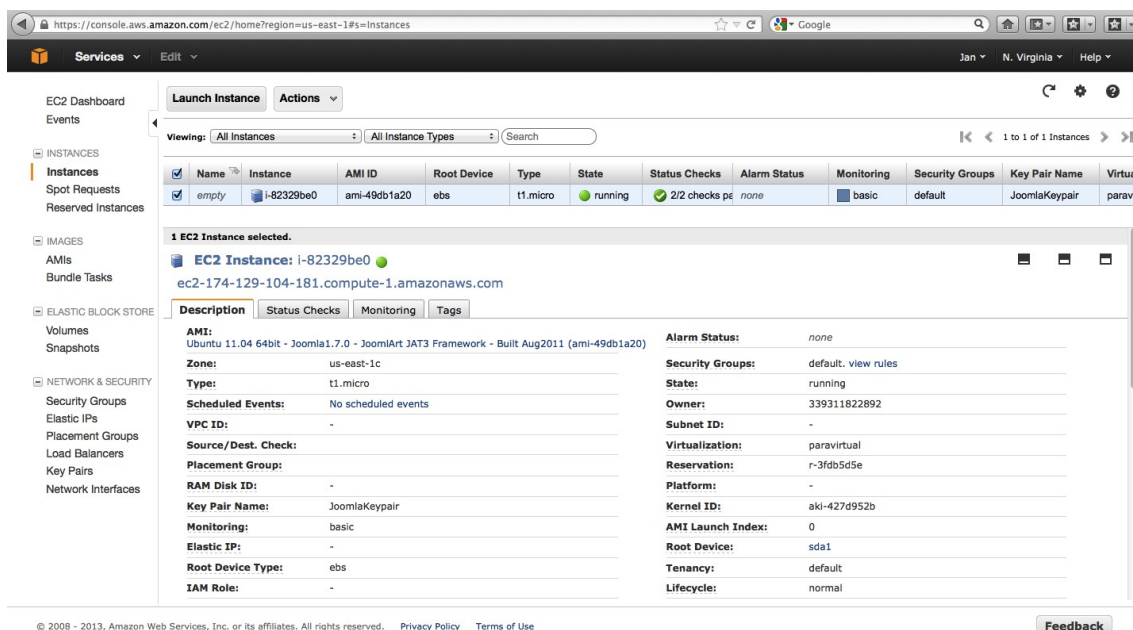 https://console.aws.amazon.com/ec2/home?region=us-east-1#s=Instances Google
Services Edit Jan N. Virginia Help
EC2 Dashboard
Events
INSTANCES
Instances
Spot Requests
Reserved Instances
IMAGES
AMIs
Bundle Tasks
ELASTIC BLOCK STORE
Volumes
Snapshots
NETWORK & SECURITY
Security Groups
Elastic IPs
Placement Groups
Load Balancers
Key Pairs
Network Interfaces
Launch Instance Actions
Viewing: All Instances All Instance Types Search 1 to 1 of 1 Instances
Name Instance AMI ID Root Device Type State Status Checks Alarm Status Monitoring Security Groups Key Pair Name Virtua
empty i-82329be0 ami-49db1a20 ebs t1.micro running 2/2 checks pa none basic default JoomlaKeypair parav
1 EC2 Instance selected.
EC2 Instance: i-82329be0
ec2-174-129-104-181.compute-1.amazonaws.com
Description Status Checks Monitoring Tags
AMI:
Ubuntu 11.04 64bit - Joomla1.7.0 - JoomlArt JAT3 Framework - Built Aug2011 (ami-49db1a20)
Alarm Status: none
Zone: us-east-1c Security Groups: default. view rules
Type: t1.micro State: running
Scheduled Events: No scheduled events Owner: 339311822892
VPC ID: - Subnet ID: -
Source/Dest. Check: Virtualization: paravirtual
Placement Group: Reservation: r-3fdb5d5e
RAM Disk ID: - Platform: -
Key Pair Name: JoomlaKeypair Kernel ID: aki-427d952b
Monitoring: basic AMI Launch Index: 0
Elastic IP: - Root Device: sda1
Root Device Type: ebs Tenancy: default
IAM Role: - Lifecycle: normal
© 2008 - 2013, Amazon Web Services, Inc. or its affiliates. All rights reserved. Privacy Policy Terms of Use Feedback